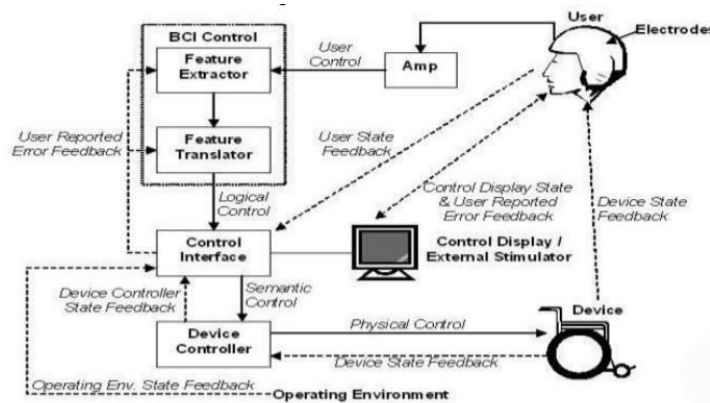 User
Electrodes
BCI Control
Feature
Extractor
User
Control
Amp
User Reported
Error Feedback
Feature
Translator
User State
Feedback
Logical
Control
Control Display State
& User Reported
Error Feedback
Device State
Feedback
Control
Interface
Control Display /
External Stimulator
Device Controller
State Feedback
Semantic
Control
Device
Device
Controller
Physical Control
Device State Feedback
Operating Env. State Feedback
Operating Environment